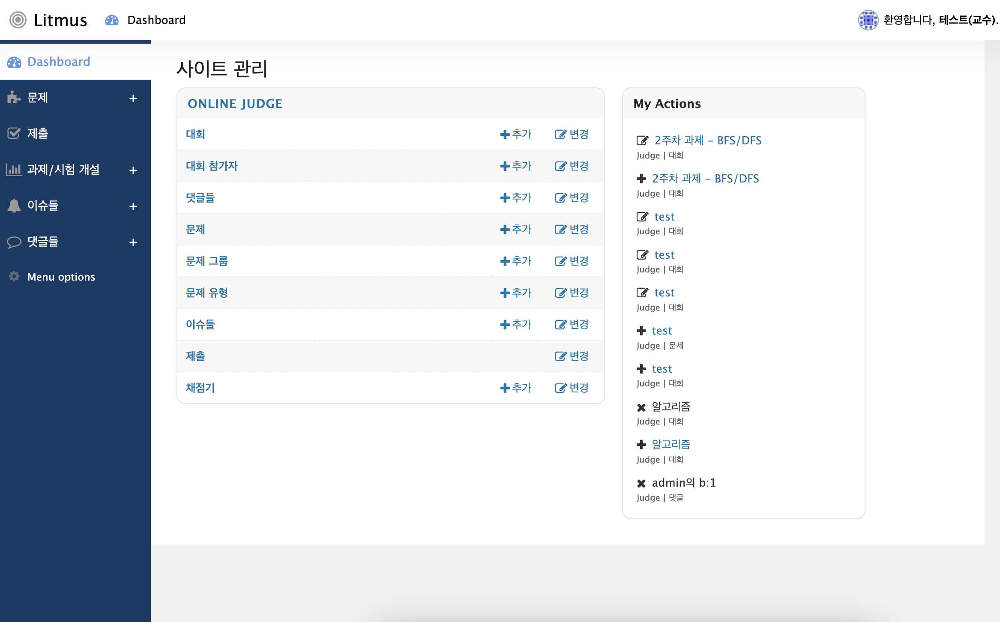 Litmus
Dashboard
환영합니다, 테스트(교수).
Dashboard
문제 +
제출
과제/시험 개설 +
이슈들 +
댓글들 +
Menu options
사이트 관리
ONLINE JUDGE
대회 추가 변경
대회 참가자 추가 변경
댓글들 추가 변경
문제 추가 변경
문제 그룹 추가 변경
문제 유형 추가 변경
이슈들 추가 변경
제출 변경
채점기 추가 변경
My Actions
2주차 과제 - BFS/DFS
Judge | 대회
2주차 과제 - BFS/DFS
Judge | 대회
test
Judge | 대회
test
Judge | 대회
test
Judge | 대회
test
Judge | 문제
test
Judge | 대회
알고리즘
Judge | 대회
알고리즘
Judge | 대회
admin의 b:1
Judge | 댓글